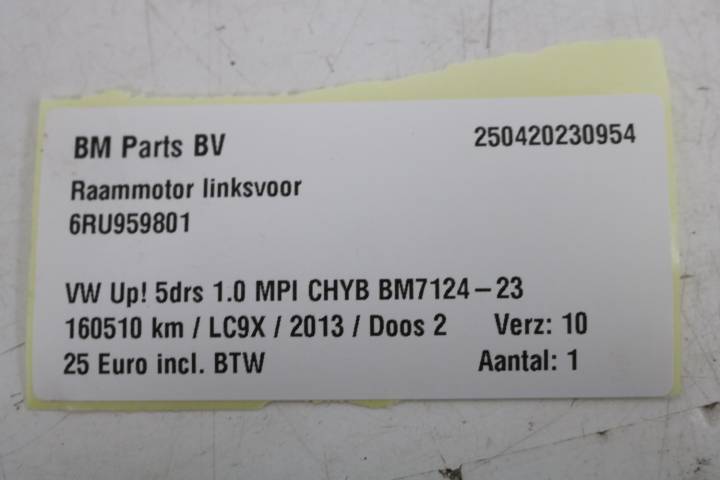 BM Parts BV 250420230954
Raammotor linksvoor
6RU959801
VW Up! 5drs 1.0 MPI CHYB BM7124-23
160510 km / LC9X / 2013 / Doos 2 Verz: 10
25 Euro incl. BTW Aantal: 1